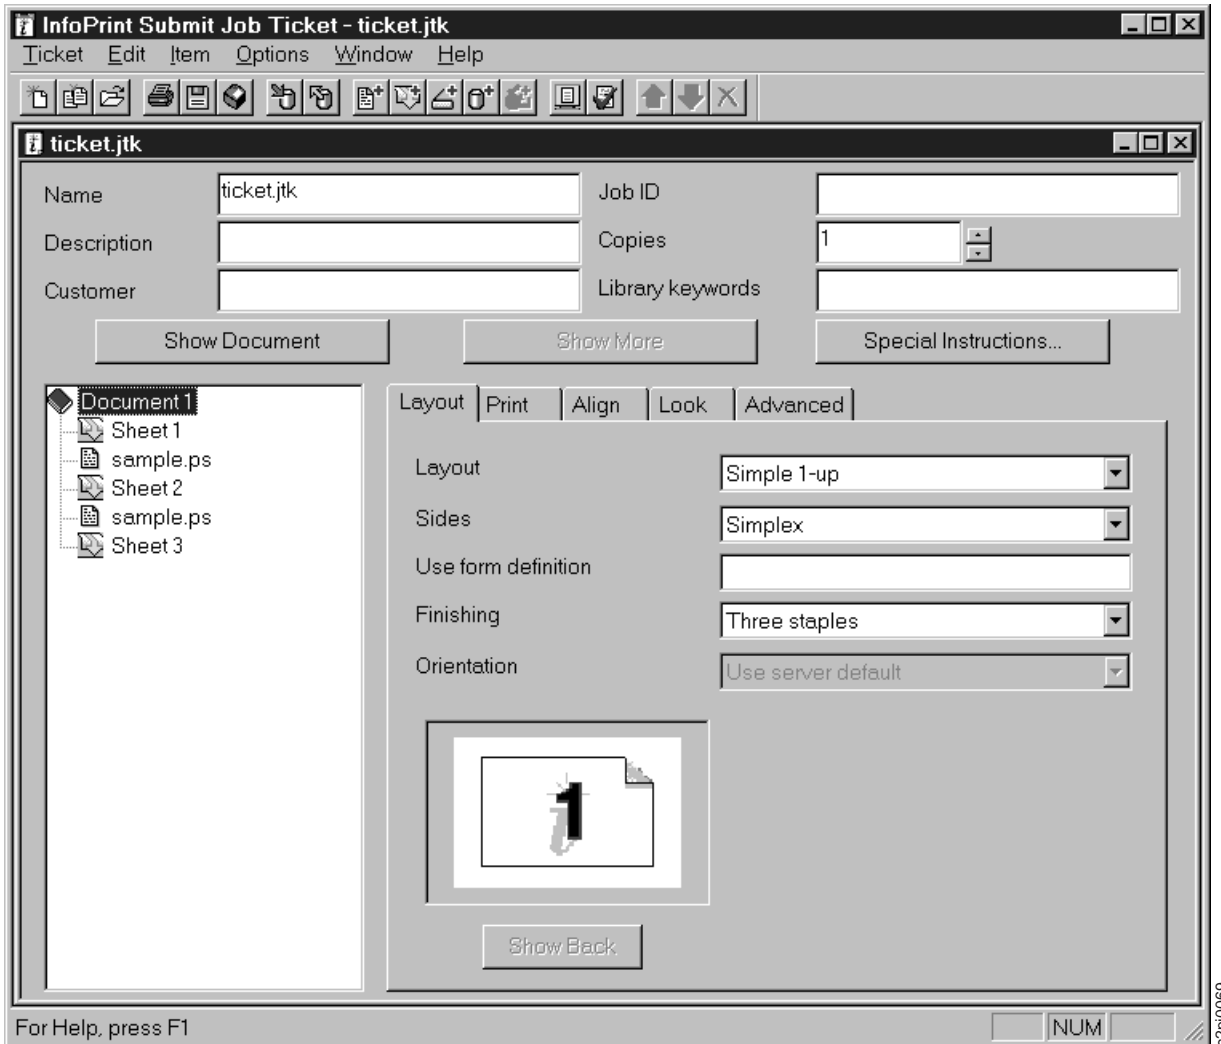 InfoPrint Submit Job Ticket - ticket.jtk
Ticket Edit Item Options Window Help
ticket.jtk
Name ticket.jtk Job ID
Description Copies 1
Customer Library keywords
Show Document Show More Special Instructions...
Document 1
Sheet 1
sample.ps
Sheet 2
sample.ps
Sheet 3
Layout Print Align Look Advanced
Layout Simple 1-up
Sides Simplex
Use form definition
Finishing Three staples
Orientation Use server default
1
Show Back
For Help, press F1 NUM